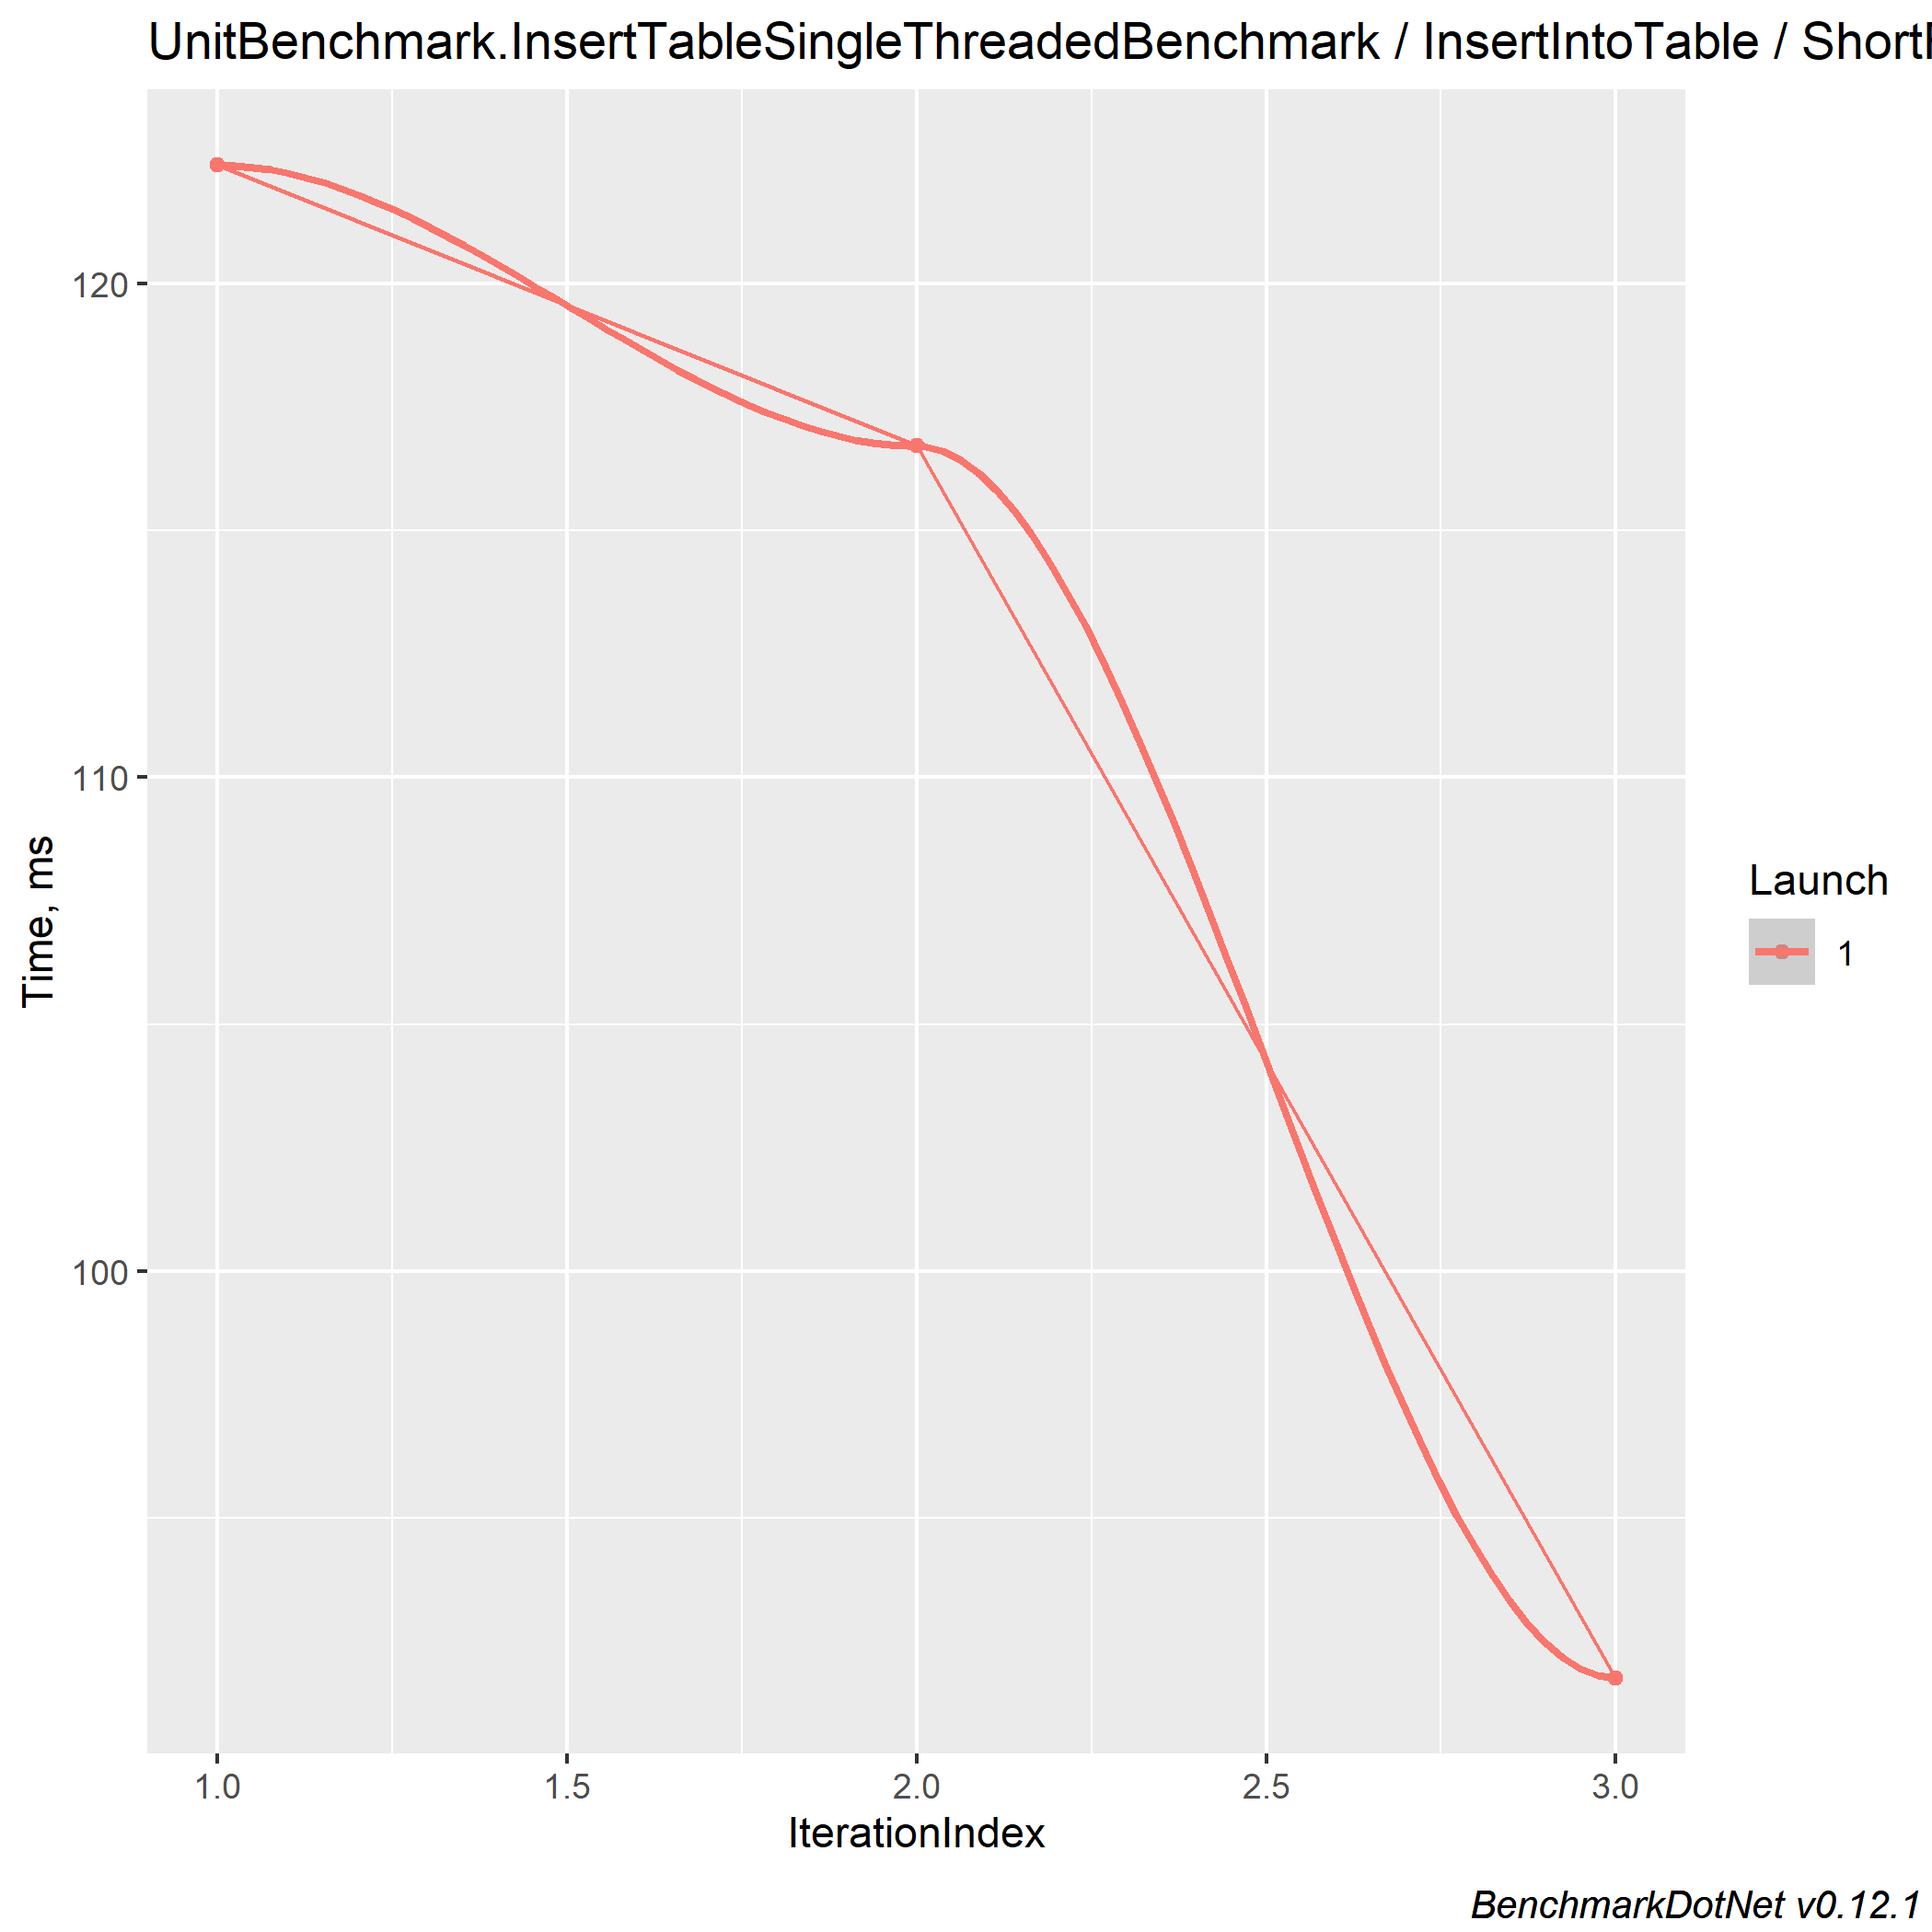 UnitBenchmark.InsertTableSingleThreadedBenchmark / InsertIntoTable / Short
120
110
100
Time, ms
Launch
1
1.0 1.5 2.0 2.5 3.0
IterationIndex
BenchmarkDotNet v0.12.1